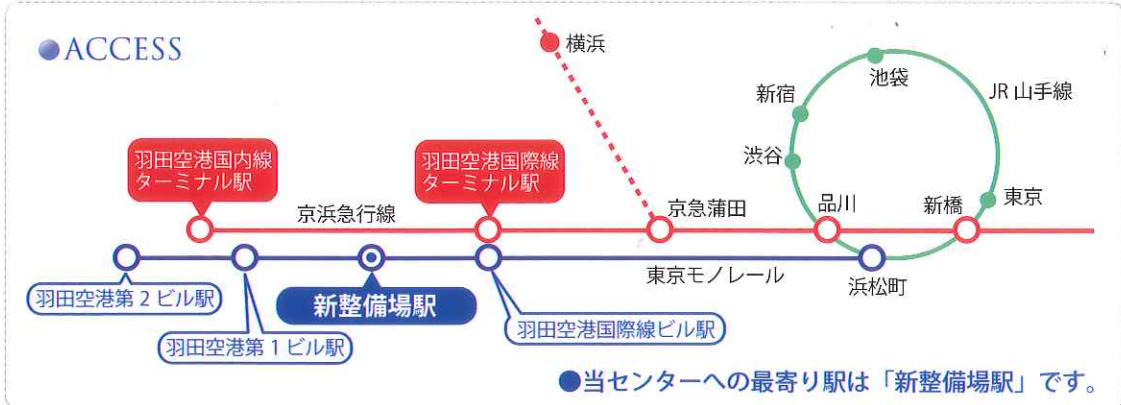 ●ACCESS
横浜
池袋
新宿
JR 山手線
渋谷
羽田空港国内線
ターミナル駅
羽田空港国際線
ターミナル駅
東京
京浜急行線
京急蒲田
品川
新橋
東京モノレール
浜松町
羽田空港第2ビル駅
新整備場駅
羽田空港第1ビル駅
羽田空港国際線ビル駅
●当センターへの最寄り駅は「新整備場駅」です。